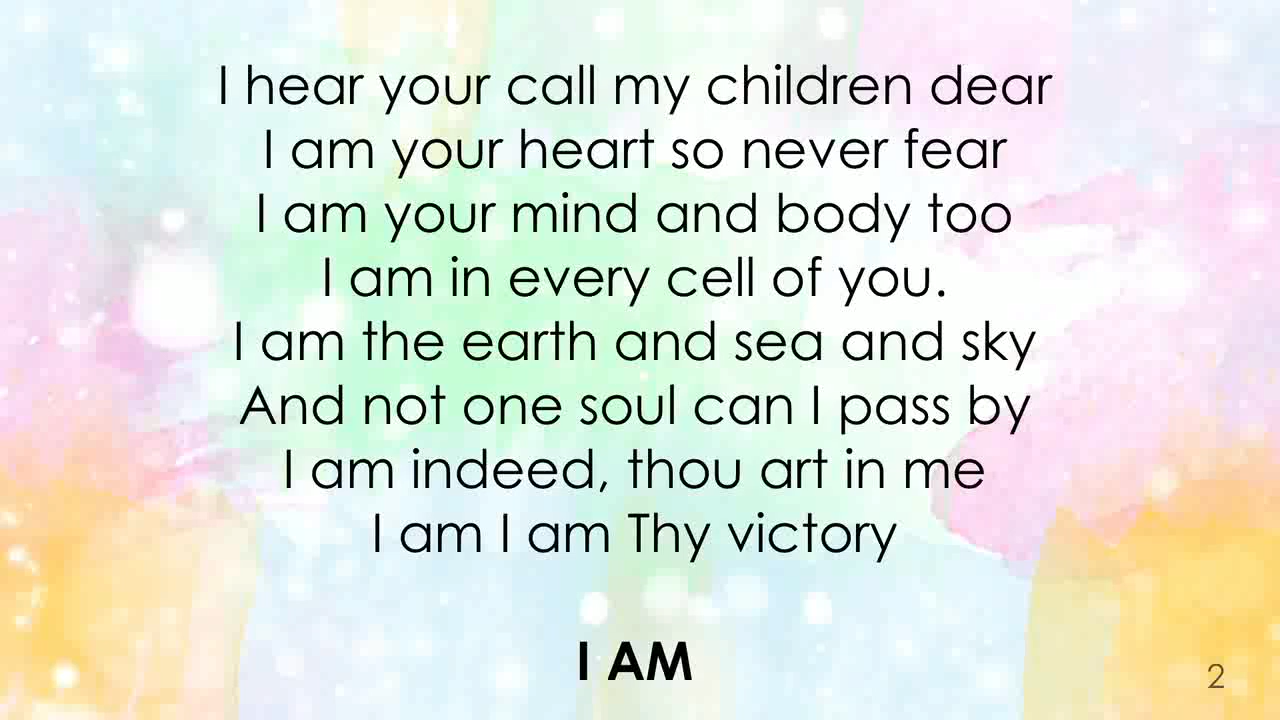 I hear your call my children dear
I am your heart so never fear
I am your mind and body too
I am in every cell of you.
I am the earth and sea and sky
And not one soul can I pass by
I am indeed, thou art in me
I am I am Thy victory
I AM
2